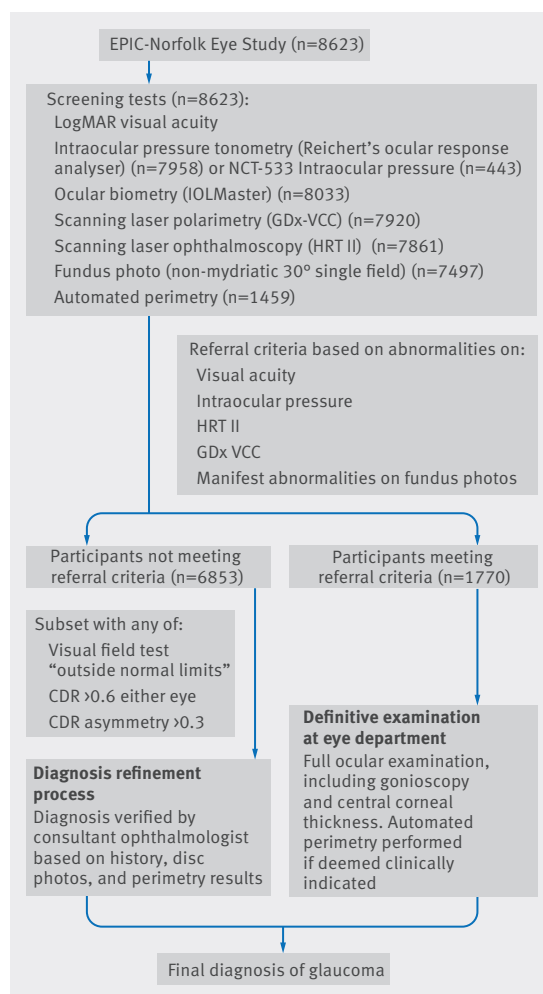 EPIC-Norfolk Eye Study (n=8623)
Screening tests (n=8623):
LogMAR visual acuity
Intraocular pressure tonometry (Reichert's ocular response
analyser) (n=7958) or NCT-533 Intraocular pressure (n=443)
Ocular biometry (IOLMaster) (n=8033)
Scanning laser polarimetry (GDx-VCC) (n=7920)
Scanning laser ophthalmoscopy (HRT II) (n=7861)
Fundus photo (non-mydriatic 30° single field) (n=7497)
Automated perimetry (n=1459)
Referral criteria based on abnormalities on:
Visual acuity
Intraocular pressure
HRT II
GDx VCC
Manifest abnormalities on fundus photos
Participants not meeting
referral criteria (n=6853)
Participants meeting
referral criteria (n=1770)
Subset with any of:
Visual field test
“outside normal limits”
CDR >0.6 either eye
CDR asymmetry >0.3
Diagnosis refinement
process
Diagnosis verified by
consultant ophthalmologist
based on history, disc
photos, and perimetry results
Definitive examination
at eye department
Full ocular examination,
including gonioscopy
and central corneal
thickness. Automated
perimetry performed
if deemed clinically
indicated
Final diagnosis of glaucoma